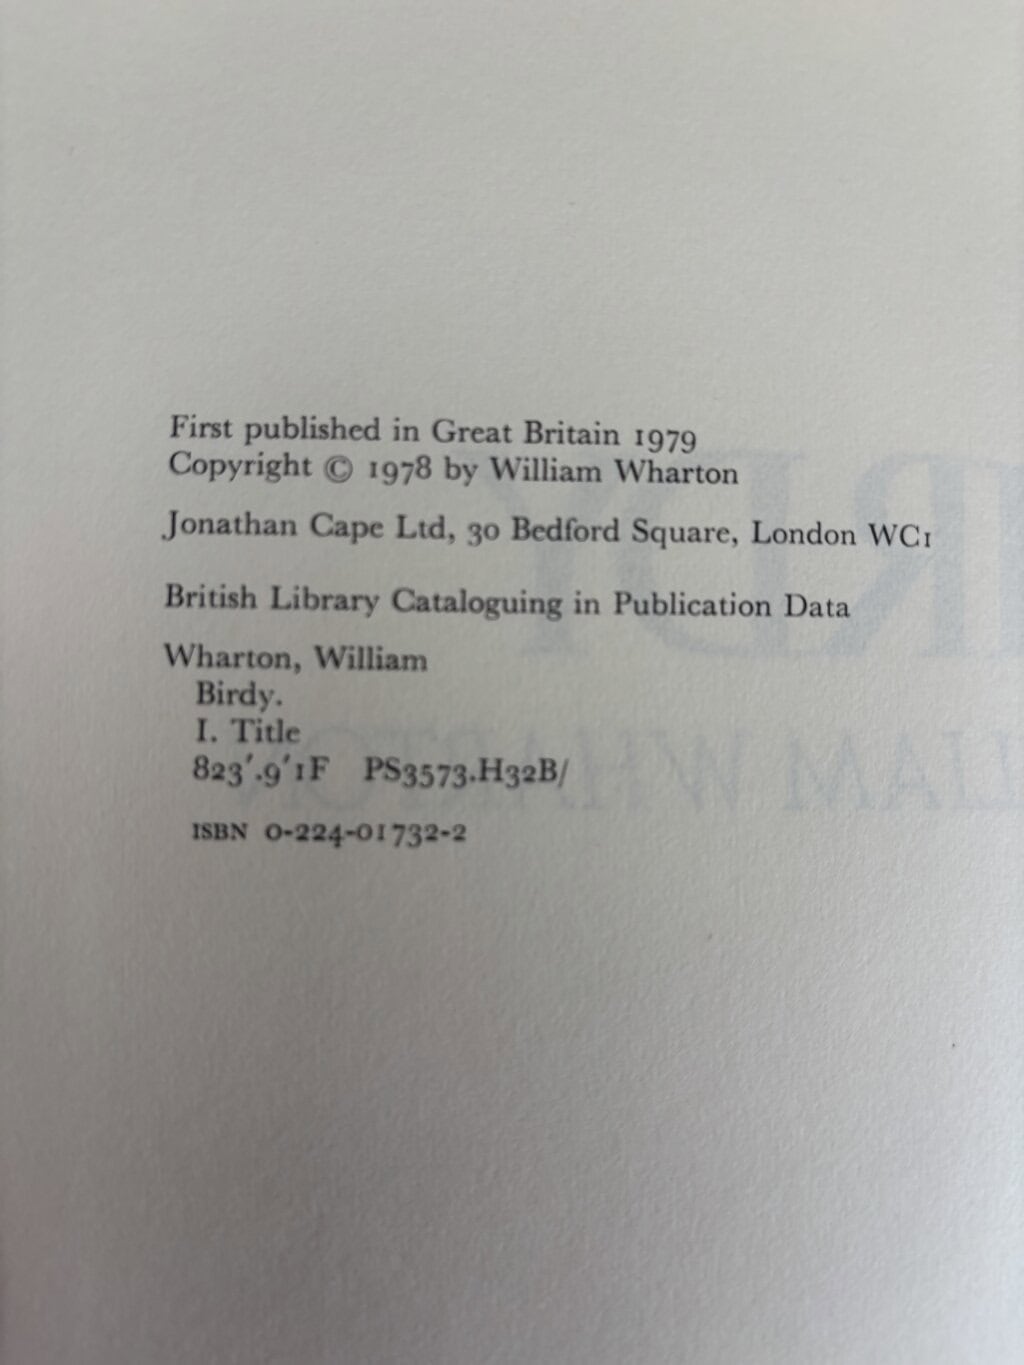 First published in Great Britain 1979
Copyright © 1978 by William Wharton
Jonathan Cape Ltd, 30 Bedford Square, London WC1
British Library Cataloguing in Publication Data
Wharton, William
Birdy.
I. Title
823'.9'1F PS3573.H32B/
ISBN 0-224-01732-2